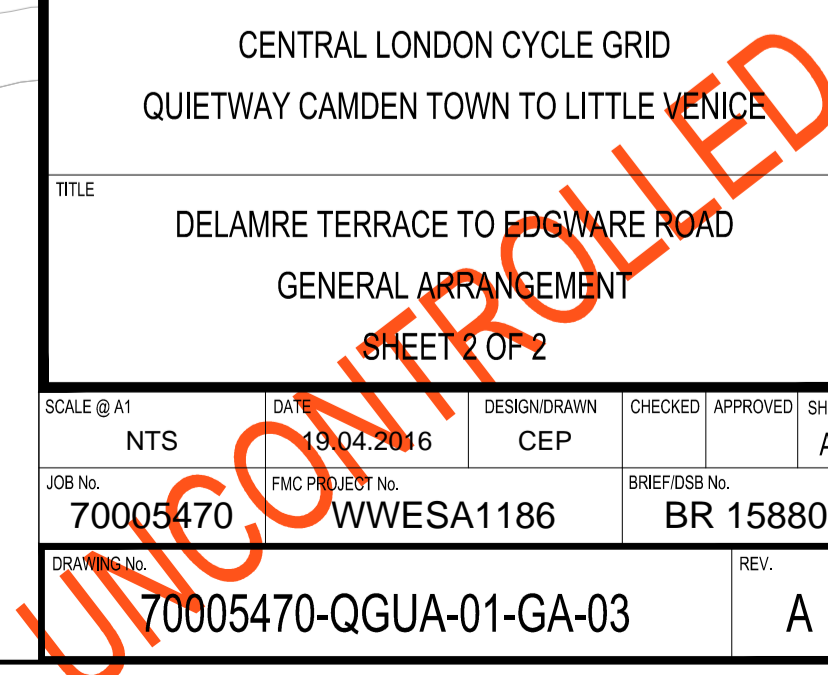 CENTRAL LONDON CYCLE GRID
QUIETWAY CAMDEN TOWN TO LITTLE VENICE
TITLE
DELAMRE TERRACE TO EDGWARE ROAD
GENERAL ARRANGEMENT
SHEET 2 OF 2
SCALE @ A1 DATE DESIGN/DRAWN CHECKED APPROVED SH
NTS 19.04.2016 CEP A
JOB No. FMC PROJECT No. BRIEF/DSB No.
70005470 WWESA1186 BR 15880
DRAWING No. REV.
70005470-QGUA-01-GA-03 A
UNCONTROLLED